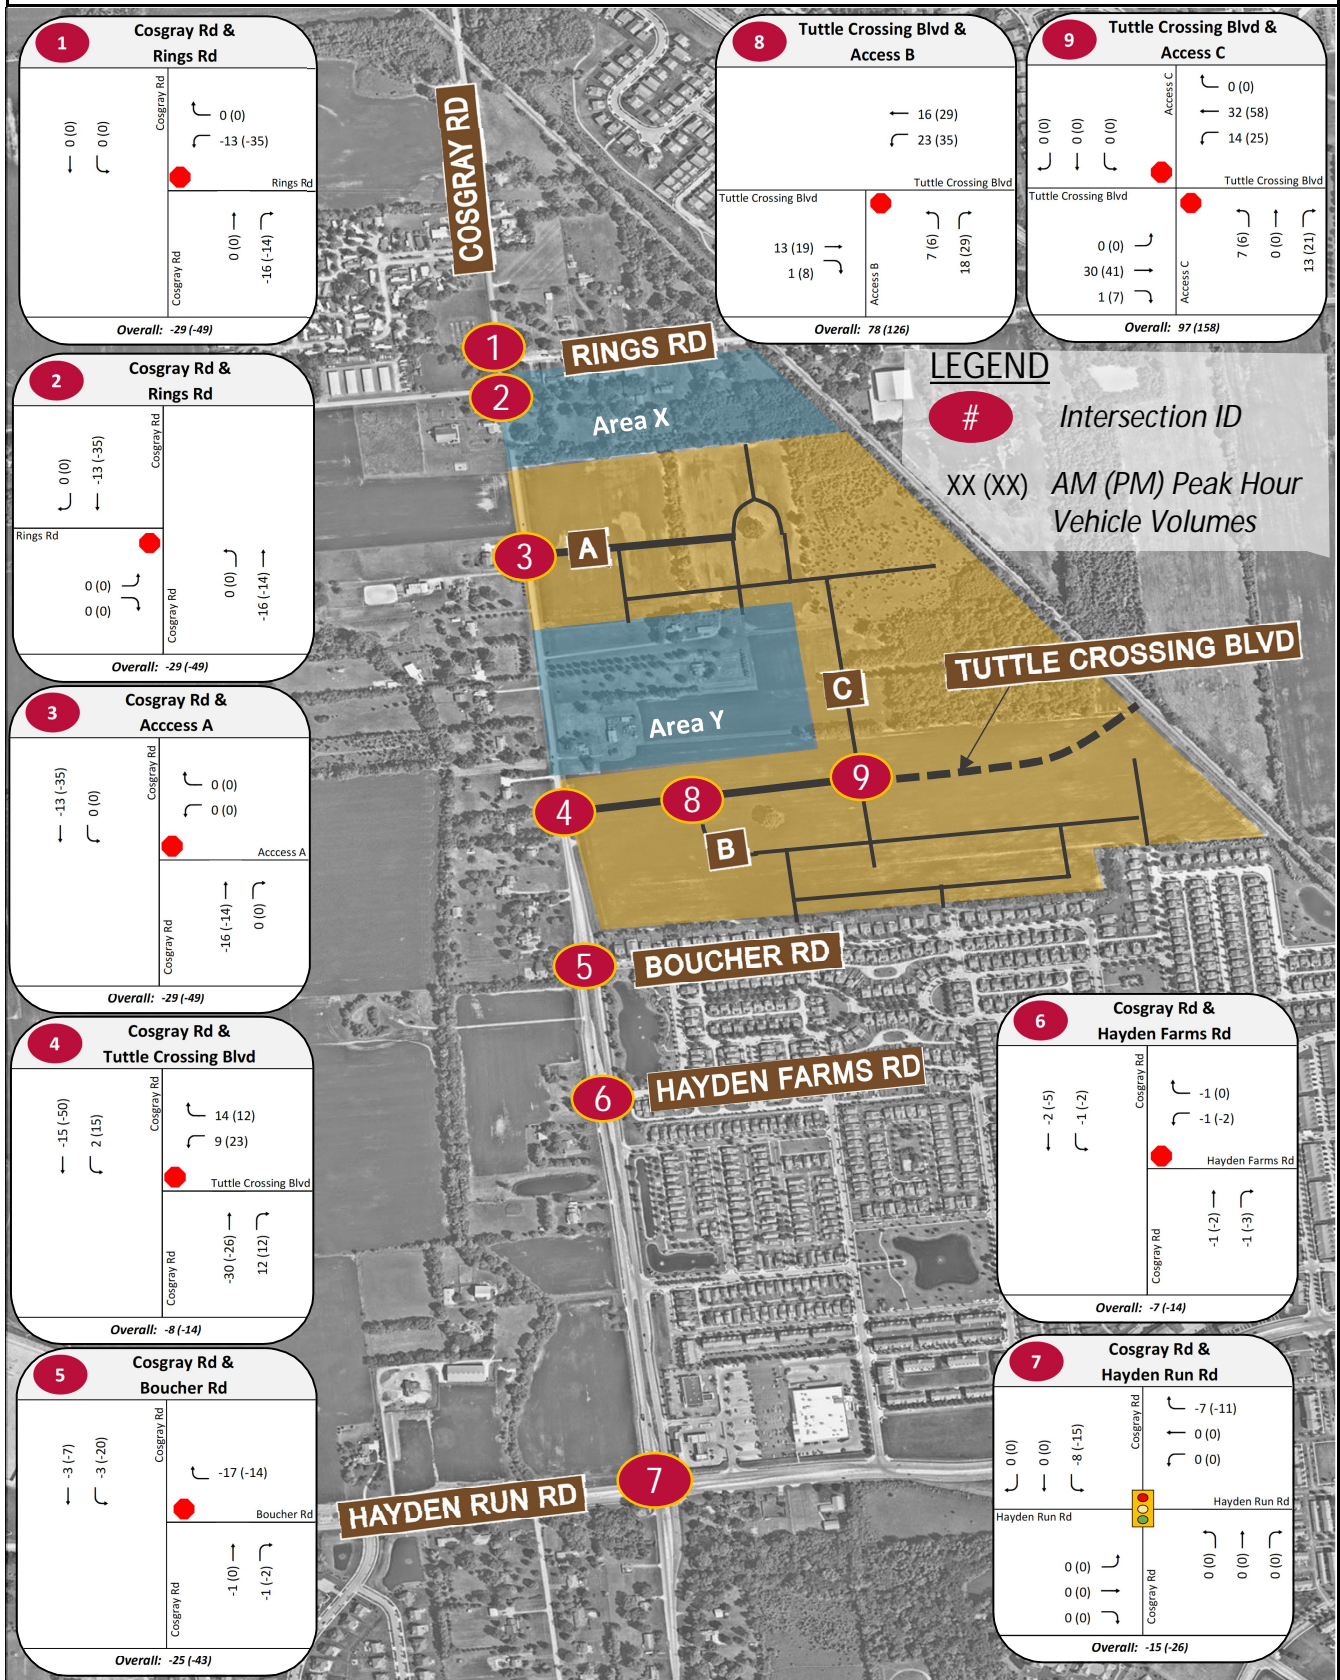 1
Cosgray Rd &
Rings Rd
Cosgray Rd
0 (0)
0 (0)
0 (0)
-13 (-35)
Rings Rd
Cosgray Rd
0 (0)
-16 (-14)
Overall: -29 (-49)
2
Cosgray Rd &
Rings Rd
Cosgray Rd
0 (0)
-13 (-35)
Rings Rd
0 (0)
0 (0)
Cosgray Rd
0 (0)
-16 (-14)
Overall: -29 (-49)
3
Cosgray Rd &
Acccess A
Cosgray Rd
-13 (-35)
0 (0)
0 (0)
0 (0)
Acccess A
Cosgray Rd
-16 (-14)
0 (0)
Overall: -29 (-49)
4
Cosgray Rd &
Tuttle Crossing Blvd
Cosgray Rd
-15 (-50)
2 (15)
14 (12)
9 (23)
Tuttle Crossing Blvd
Cosgray Rd
-30 (-26)
12 (12)
Overall: -8 (-14)
5
Cosgray Rd &
Boucher Rd
Cosgray Rd
-3 (-7)
-3 (-20)
-17 (-14)
Boucher Rd
Cosgray Rd
-1 (0)
-1 (-2)
Overall: -25 (-43)
8
Tuttle Crossing Blvd &
Access B
16 (29)
23 (35)
Tuttle Crossing Blvd
Tuttle Crossing Blvd
13 (19)
1 (8)
Access B
7 (6)
18 (29)
Overall: 78 (126)
9
Tuttle Crossing Blvd &
Access C
Access C
0 (0)
0 (0)
0 (0)
0 (0)
32 (58)
14 (25)
Tuttle Crossing Blvd
Tuttle Crossing Blvd
0 (0)
30 (41)
1 (7)
Access C
7 (6)
0 (0)
13 (21)
Overall: 97 (158)
LEGEND
# Intersection ID
XX (XX) AM (PM) Peak Hour
Vehicle Volumes
COSGRAY RD
1
RINGS RD
2
Area X
3
A
C
TUTTLE CROSSING BLVD
Area Y
9
8
4
B
5
BOUCHER RD
6
HAYDEN FARMS RD
7
HAYDEN RUN RD
6
Cosgray Rd &
Hayden Farms Rd
Cosgray Rd
-2 (-5)
-1 (-2)
-1 (0)
-1 (-2)
Hayden Farms Rd
Cosgray Rd
-1 (-2)
-1 (-3)
Overall: -7 (-14)
7
Cosgray Rd &
Hayden Run Rd
Cosgray Rd
0 (0)
0 (0)
-8 (-15)
-7 (-11)
0 (0)
0 (0)
Hayden Run Rd
Hayden Run Rd
0 (0)
0 (0)
0 (0)
Cosgray Rd
0 (0)
0 (0)
0 (0)
Overall: -15 (-26)